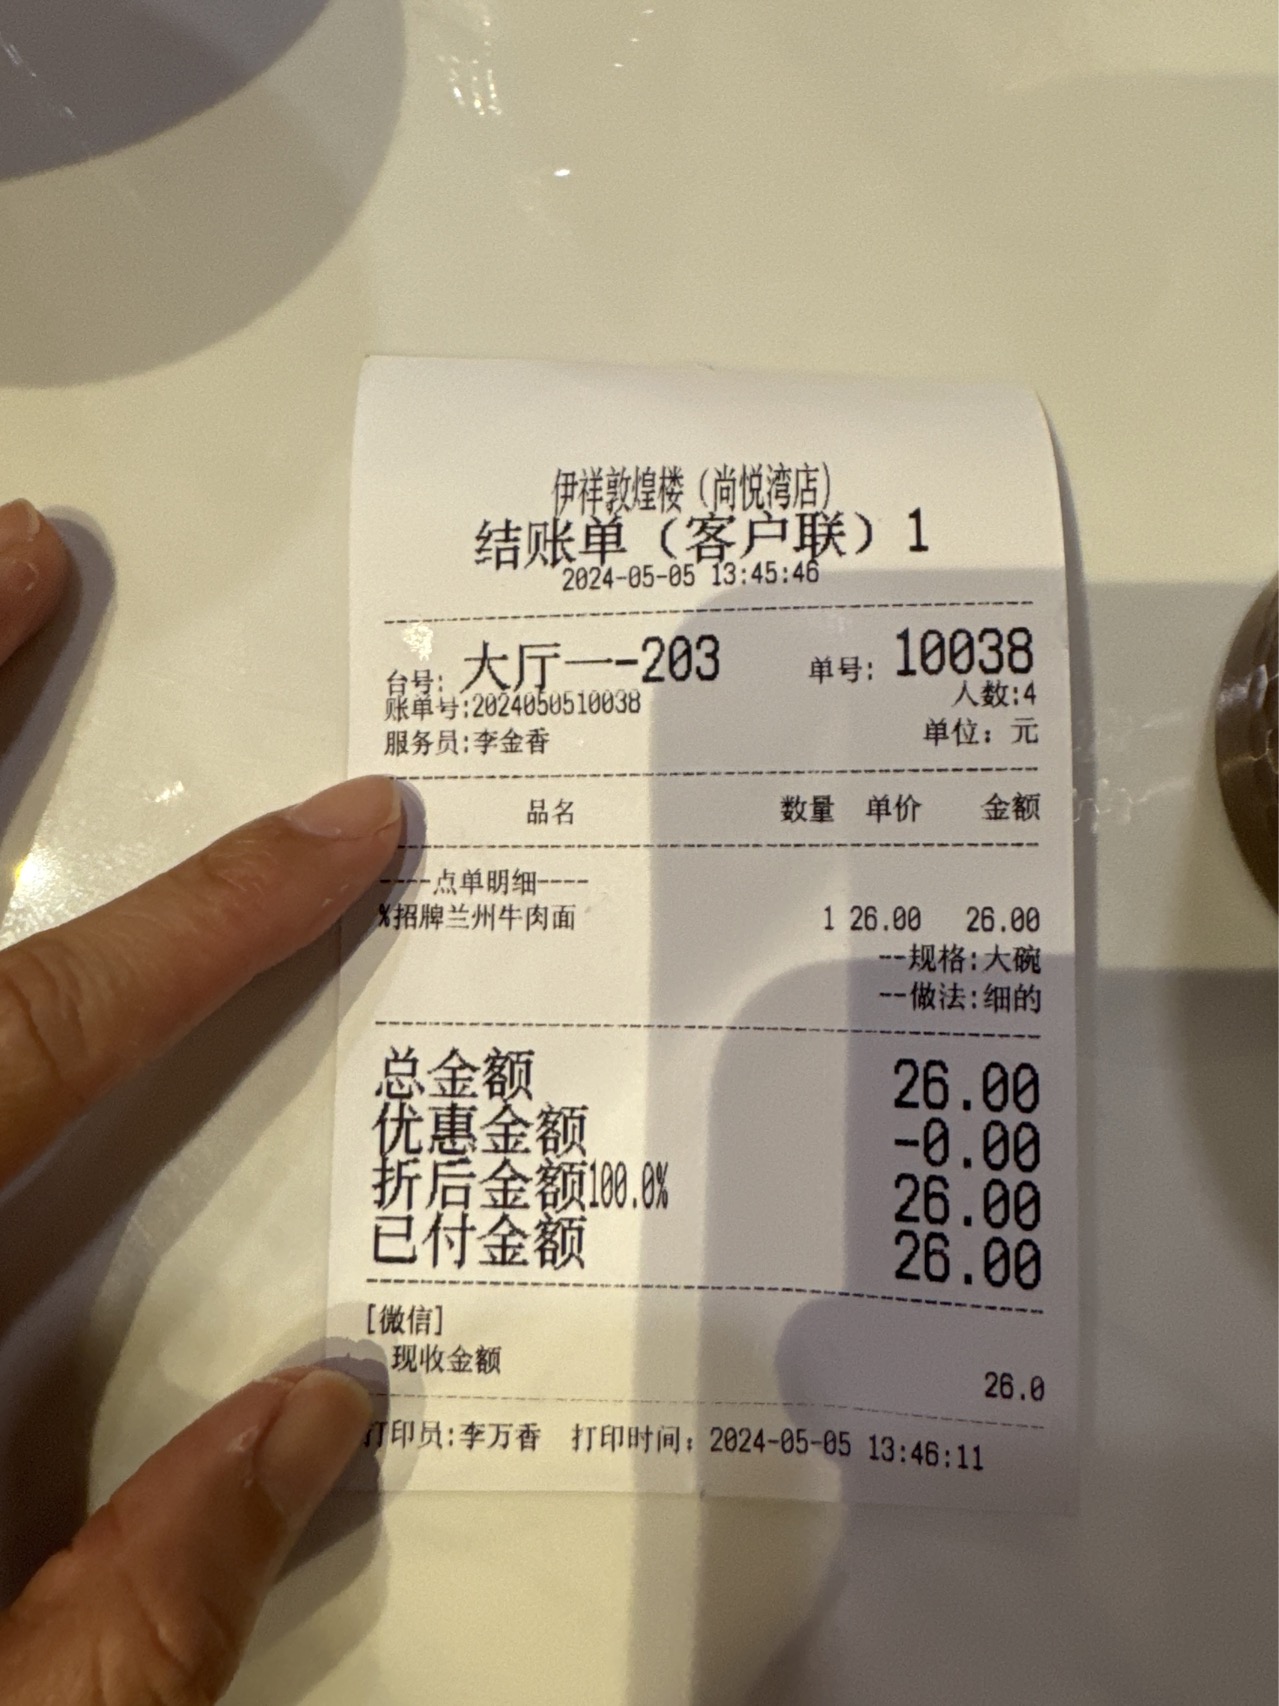 伊祥敦煌楼（尚悦湾店）
结账单（客户联）1
2024-05-05 13:45:46
台号: 大厅一-203 单号: 10038
账单号:2024050510038 人数:4
服务员:李金香 单位：元
品名 数量 单价 金额
----点单明细----
%招牌兰州牛肉面 1 26.00 26.00
--规格:大碗
--做法:细的
总金额 26.00
优惠金额 -0.00
折后金额100.0% 26.00
已付金额 26.00
[微信]
现收金额 26.0
打印员:李万香 打印时间：2024-05-05 13:46:11